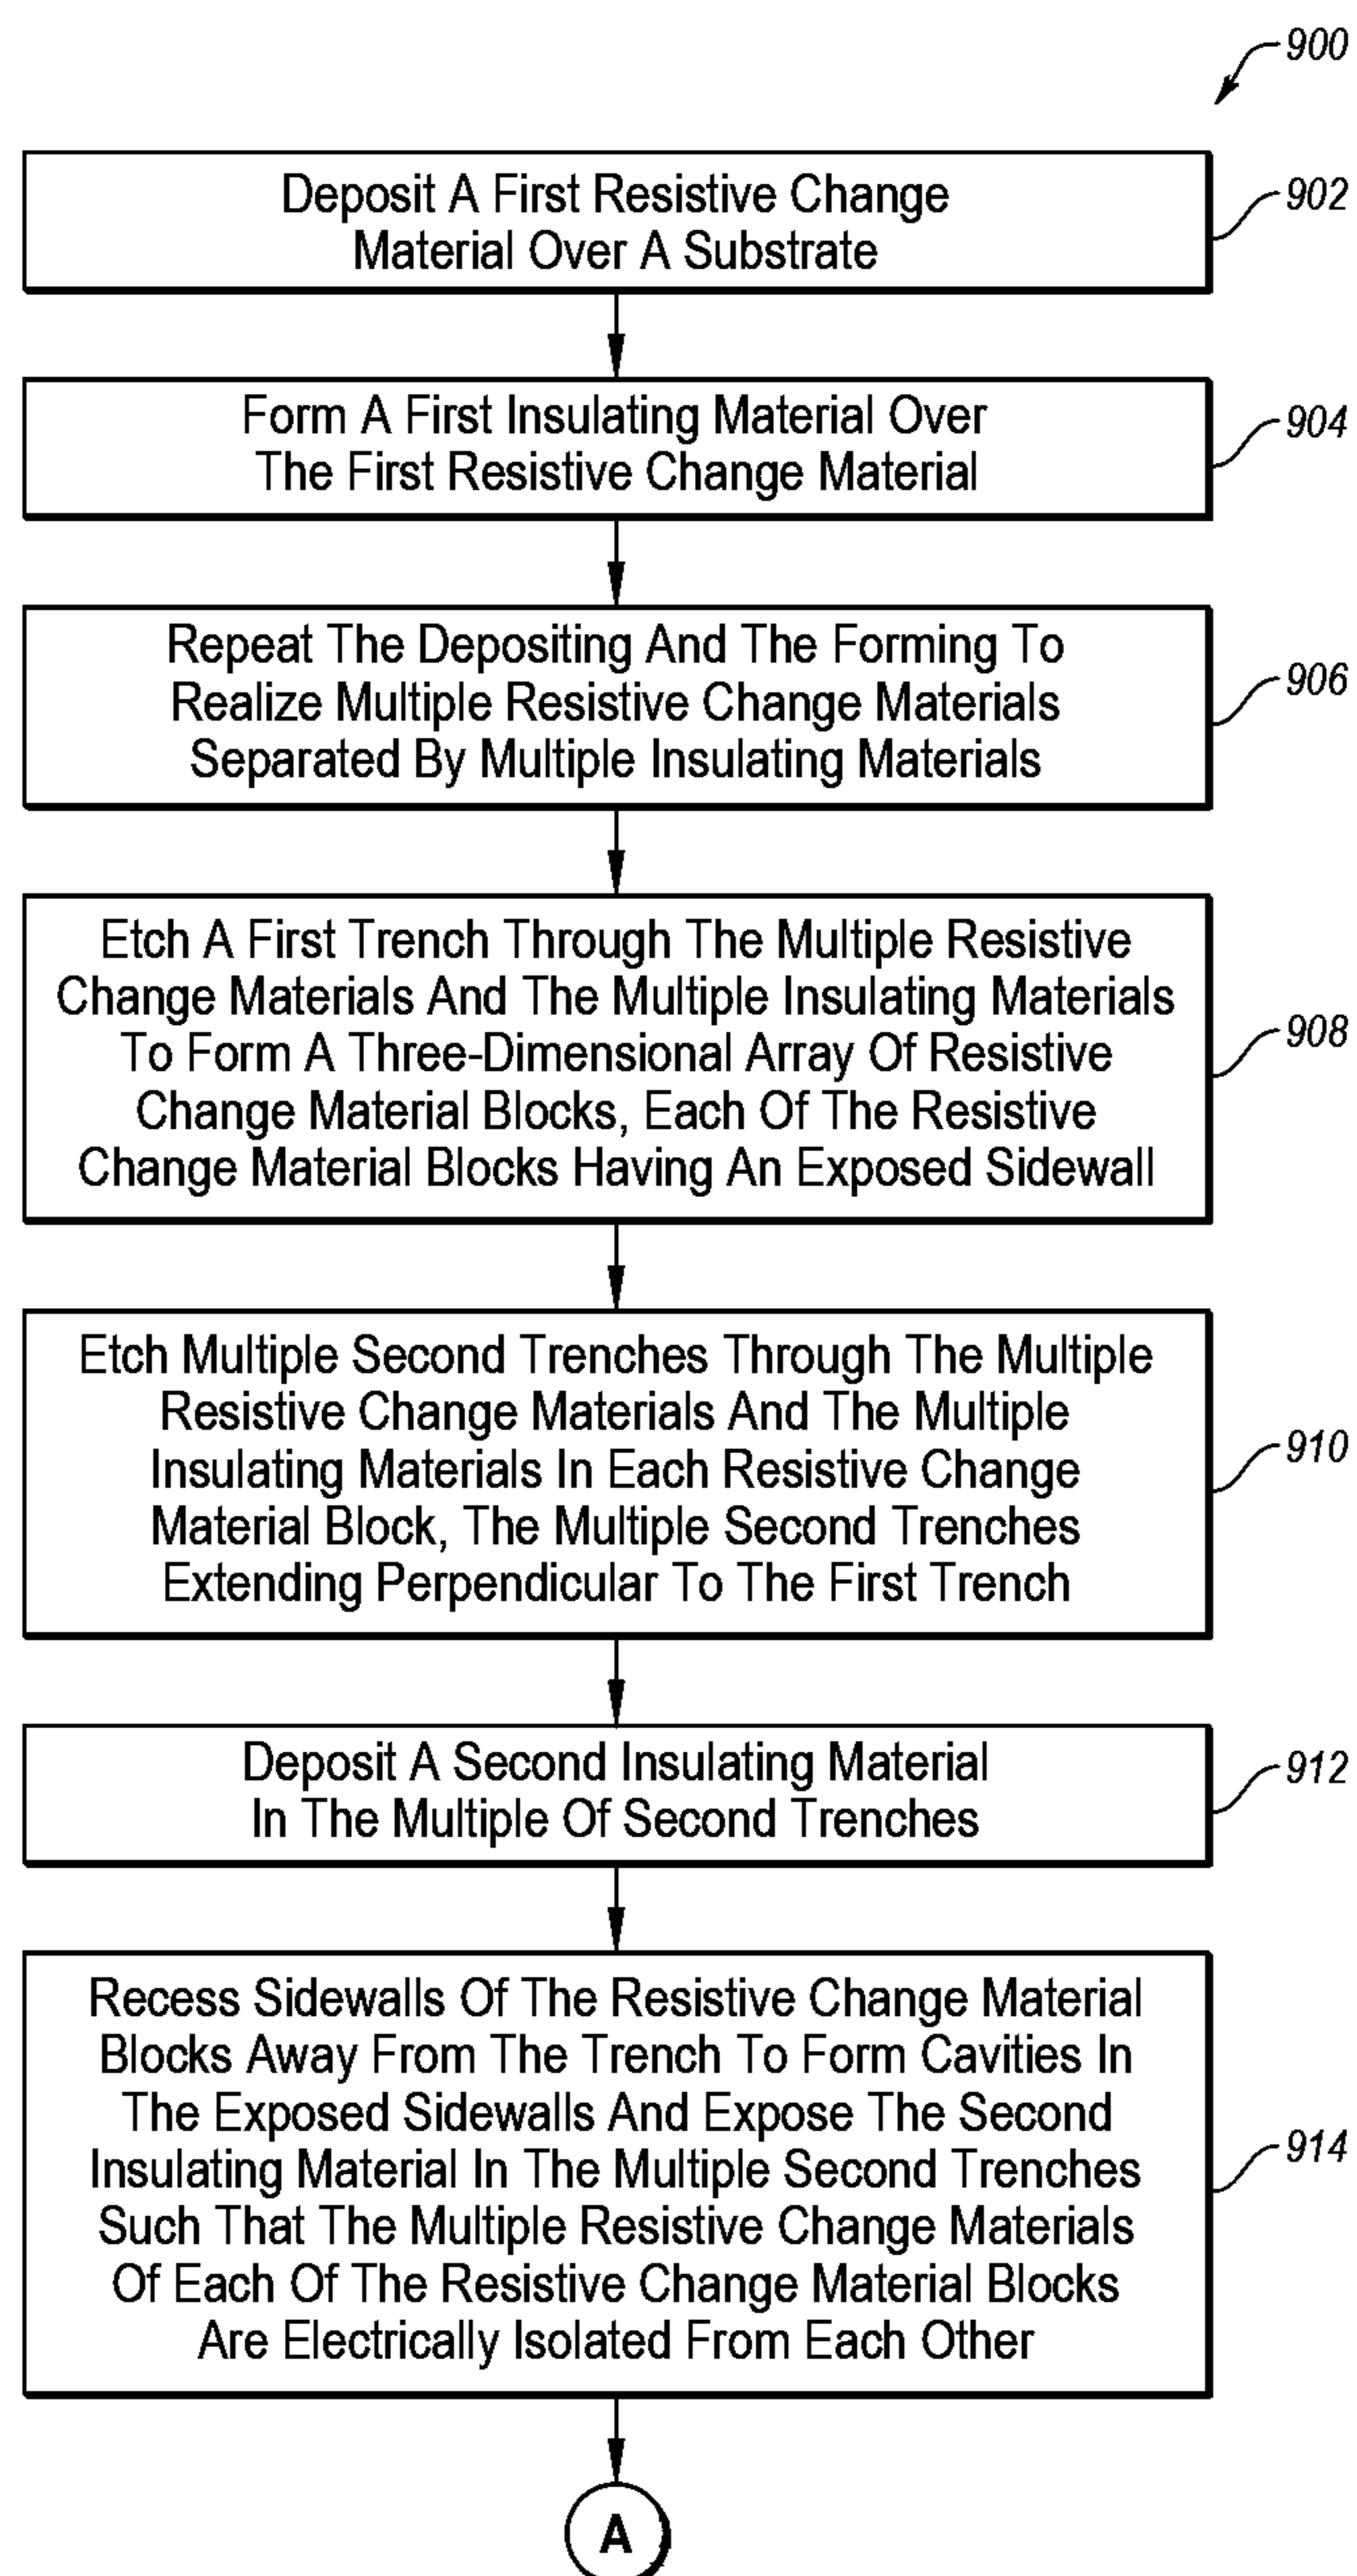 900
Deposit A First Resistive Change
Material Over A Substrate
902
Form A First Insulating Material Over
The First Resistive Change Material
904
Repeat The Depositing And The Forming To
Realize Multiple Resistive Change Materials
Separated By Multiple Insulating Materials
906
Etch A First Trench Through The Multiple Resistive
Change Materials And The Multiple Insulating Materials
To Form A Three-Dimensional Array Of Resistive
Change Material Blocks, Each Of The Resistive
Change Material Blocks Having An Exposed Sidewall
908
Etch Multiple Second Trenches Through The Multiple
Resistive Change Materials And The Multiple
Insulating Materials In Each Resistive Change
Material Block, The Multiple Second Trenches
Extending Perpendicular To The First Trench
910
Deposit A Second Insulating Material
In The Multiple Of Second Trenches
912
Recess Sidewalls Of The Resistive Change Material
Blocks Away From The Trench To Form Cavities In
The Exposed Sidewalls And Expose The Second
Insulating Material In The Multiple Second Trenches
Such That The Multiple Resistive Change Materials
Of Each Of The Resistive Change Material Blocks
Are Electrically Isolated From Each Other
914
A